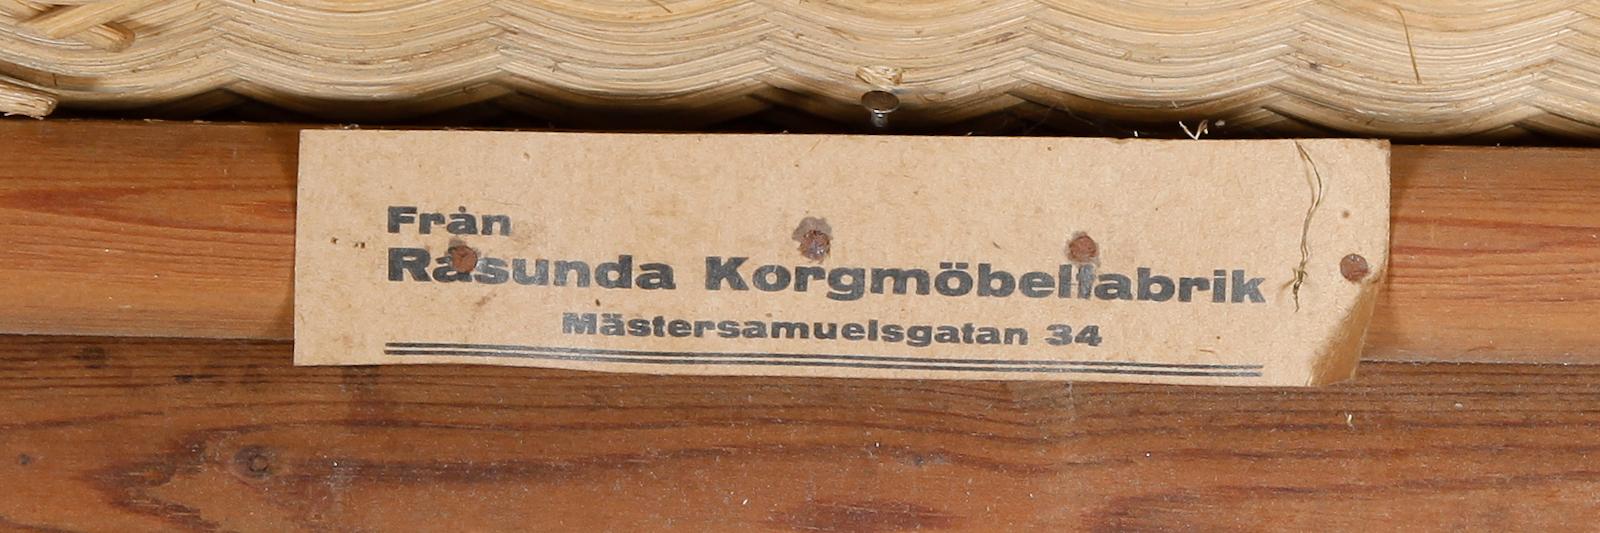 Från
Råsunda Korgmöbelfabrik
Mästersamuelsgatan 34